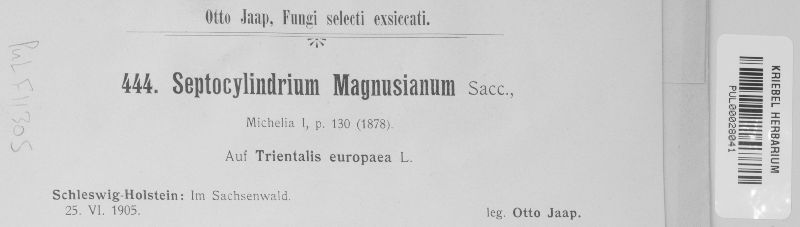 Otto Jaap, Fungi selecti exsiccati.
444. Septocylindrium Magnusianum Sacc.,
Michelia I, p. 130 (1878).
Auf Trientalis europaea L.
Schleswig-Holstein: Im Sachsenwald.
25. VI. 1905.
leg. Otto Jaap.
PUL F11305
KRIEBEL HERBARIUM
PUL00028041